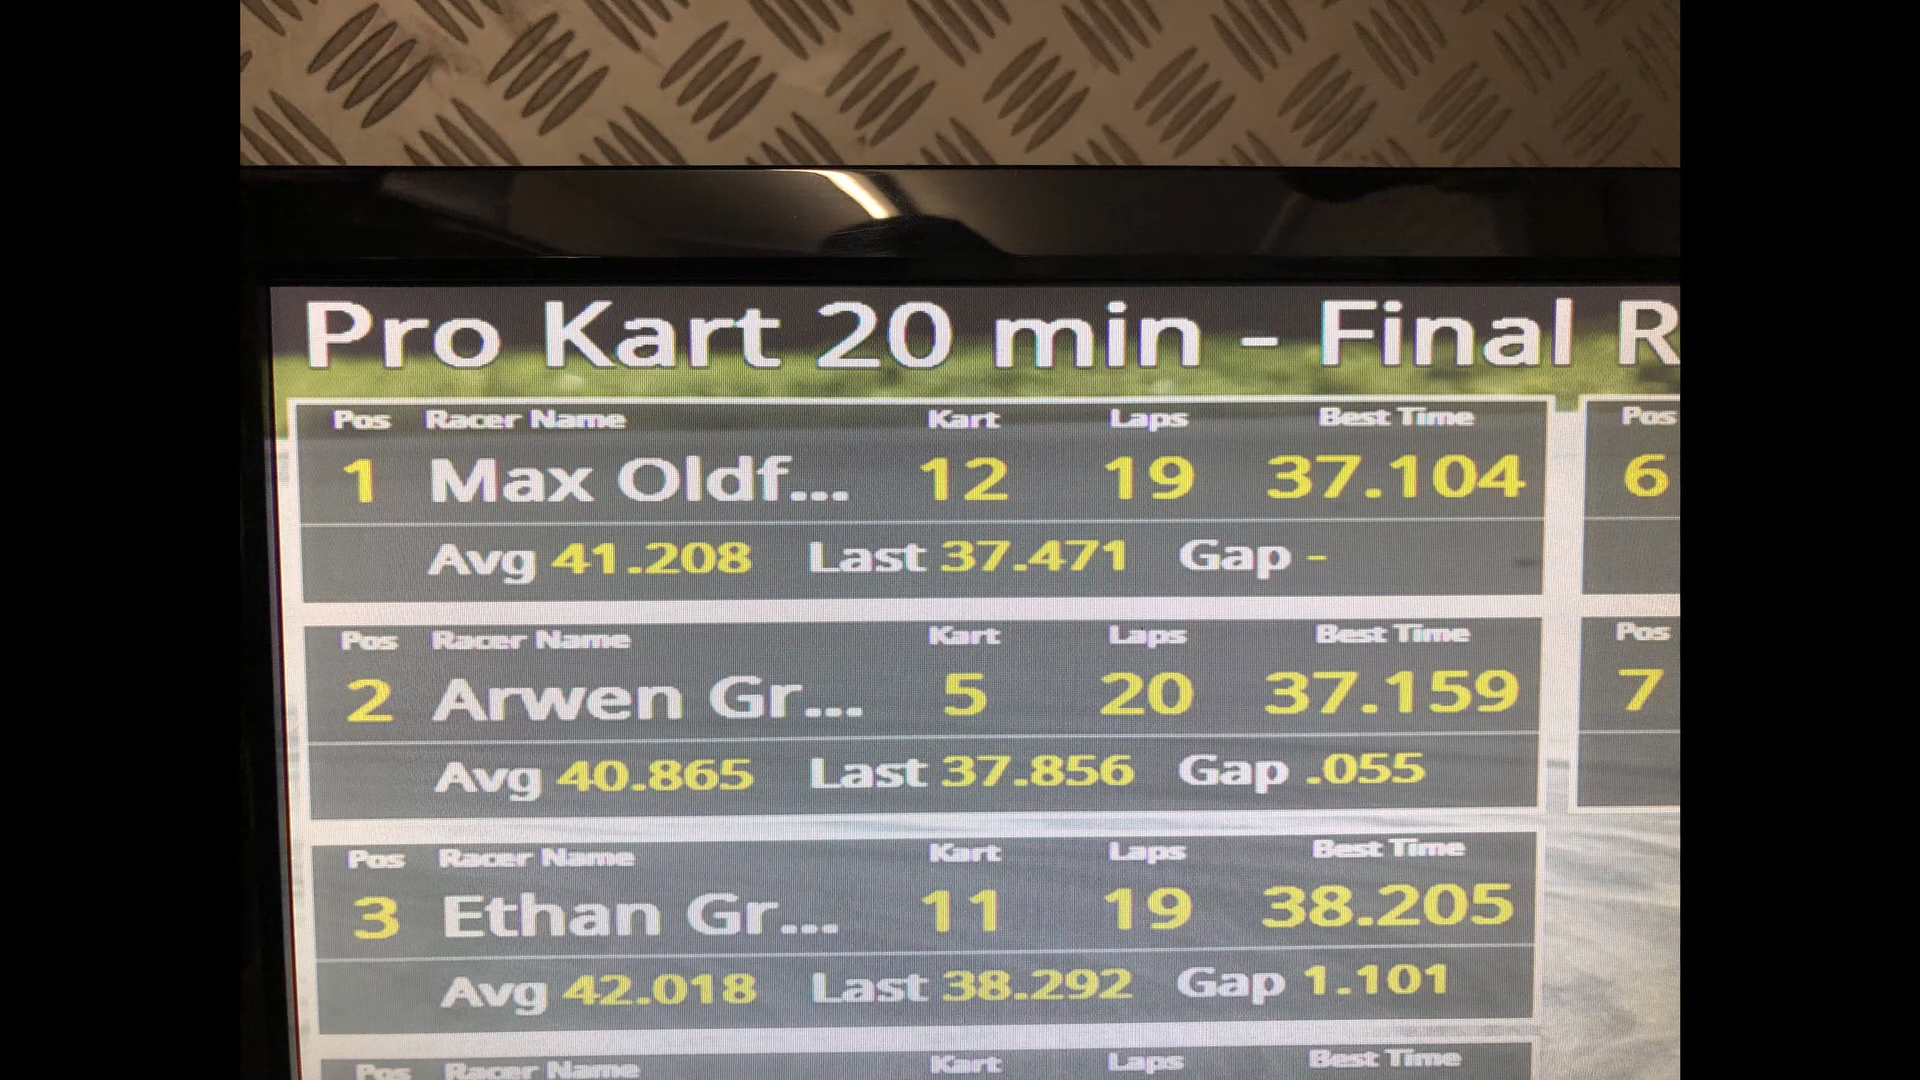 Pro Kart 20 min - Final R
Pos Racer Name Kart Laps Best Time
1 Max Oldf... 12 19 37.104
Avg 41.208 Last 37.471 Gap -
Pos Racer Name Kart Laps Best Time
2 Arwen Gr... 5 20 37.159
Avg 40.865 Last 37.856 Gap .055
Pos Racer Name Kart Laps Best Time
3 Ethan Gr... 11 19 38.205
Avg 42.018 Last 38.292 Gap 1.101
Pos Racer Name Kart Laps Best Time
Pos
6
Pos
7